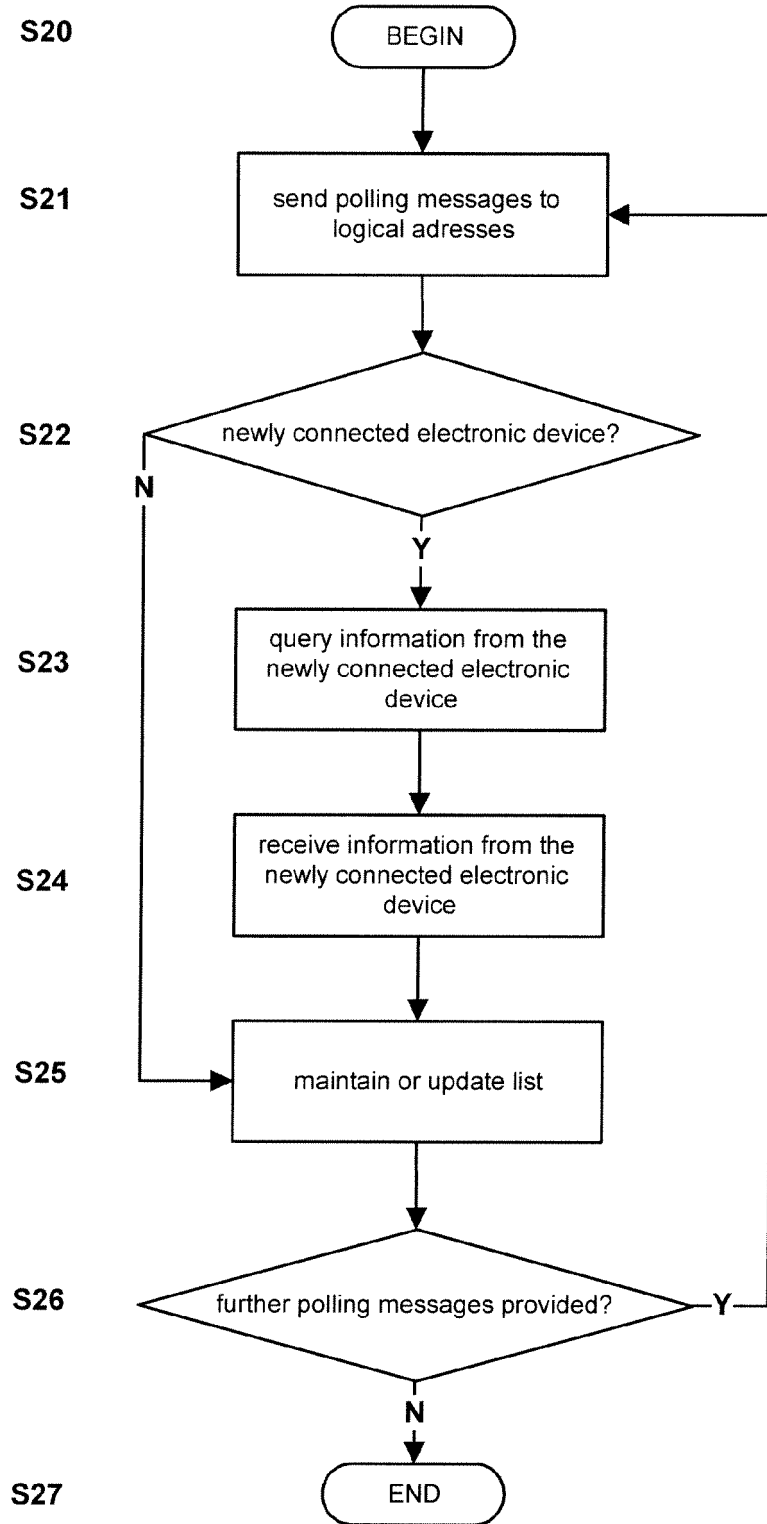 S20
BEGIN
S21
send polling messages to
logical adresses
S22
newly connected electronic device?
N
Y
S23
query information from the
newly connected electronic
device
S24
receive information from the
newly connected electronic
device
S25
maintain or update list
S26
further polling messages provided?
Y
N
S27
END